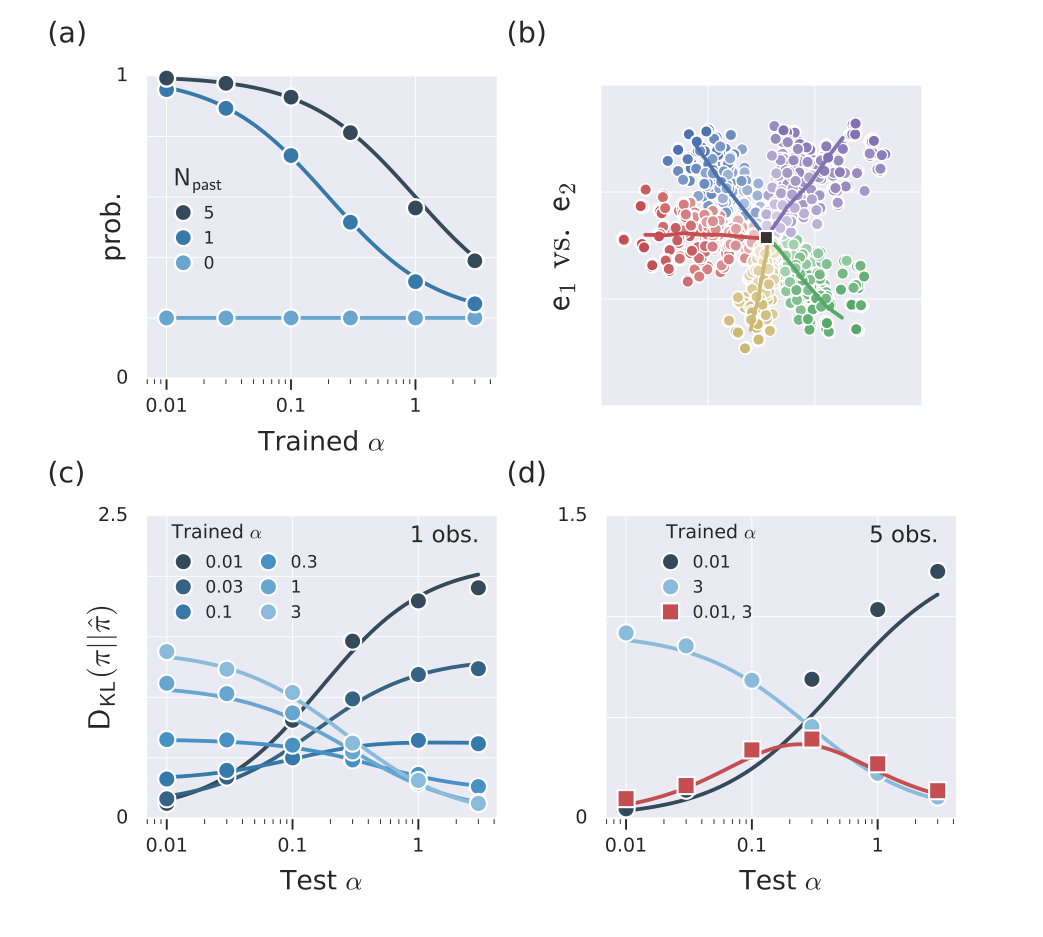 (a)
1
prob.
0
N_past
5
1
0
0.01 0.1 1
Trained α
(b)
e₁ vs. e₂
(c)
2.5
D_KL(π||π̂)
0
Trained α
1 obs.
0.01 0.3
0.03 1
0.1 3
0.01 0.1 1
Test α
(d)
1.5
0
Trained α
5 obs.
0.01
3
0.01, 3
0.01 0.1 1
Test α